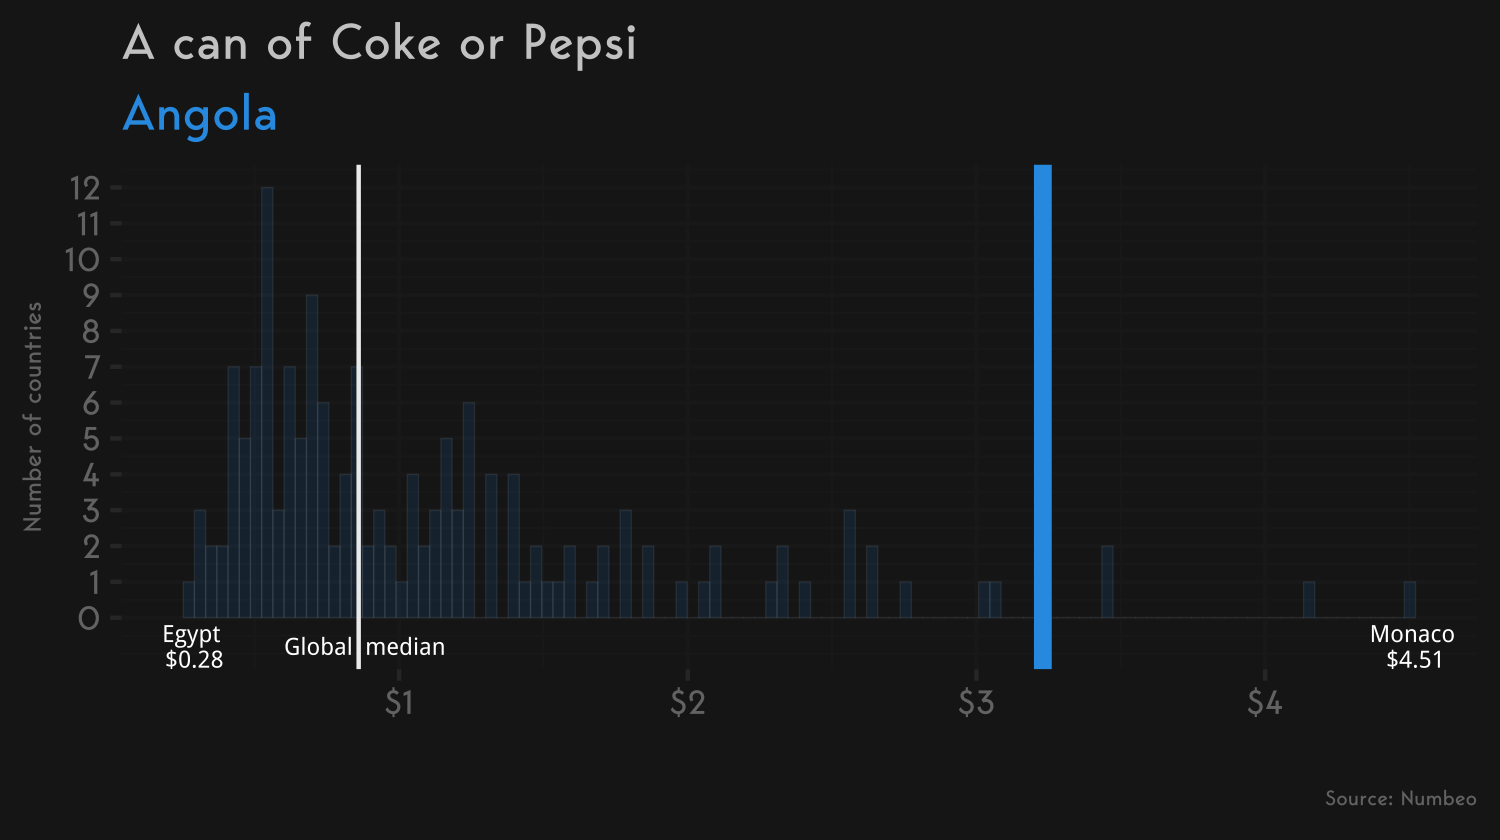 A can of Coke or Pepsi
Angola
Number of countries
12
11
10
9
8
7
6
5
4
3
2
1
0
Egypt
$0.28
Global median
Monaco
$4.51
$1 $2 $3 $4
Source: Numbeo